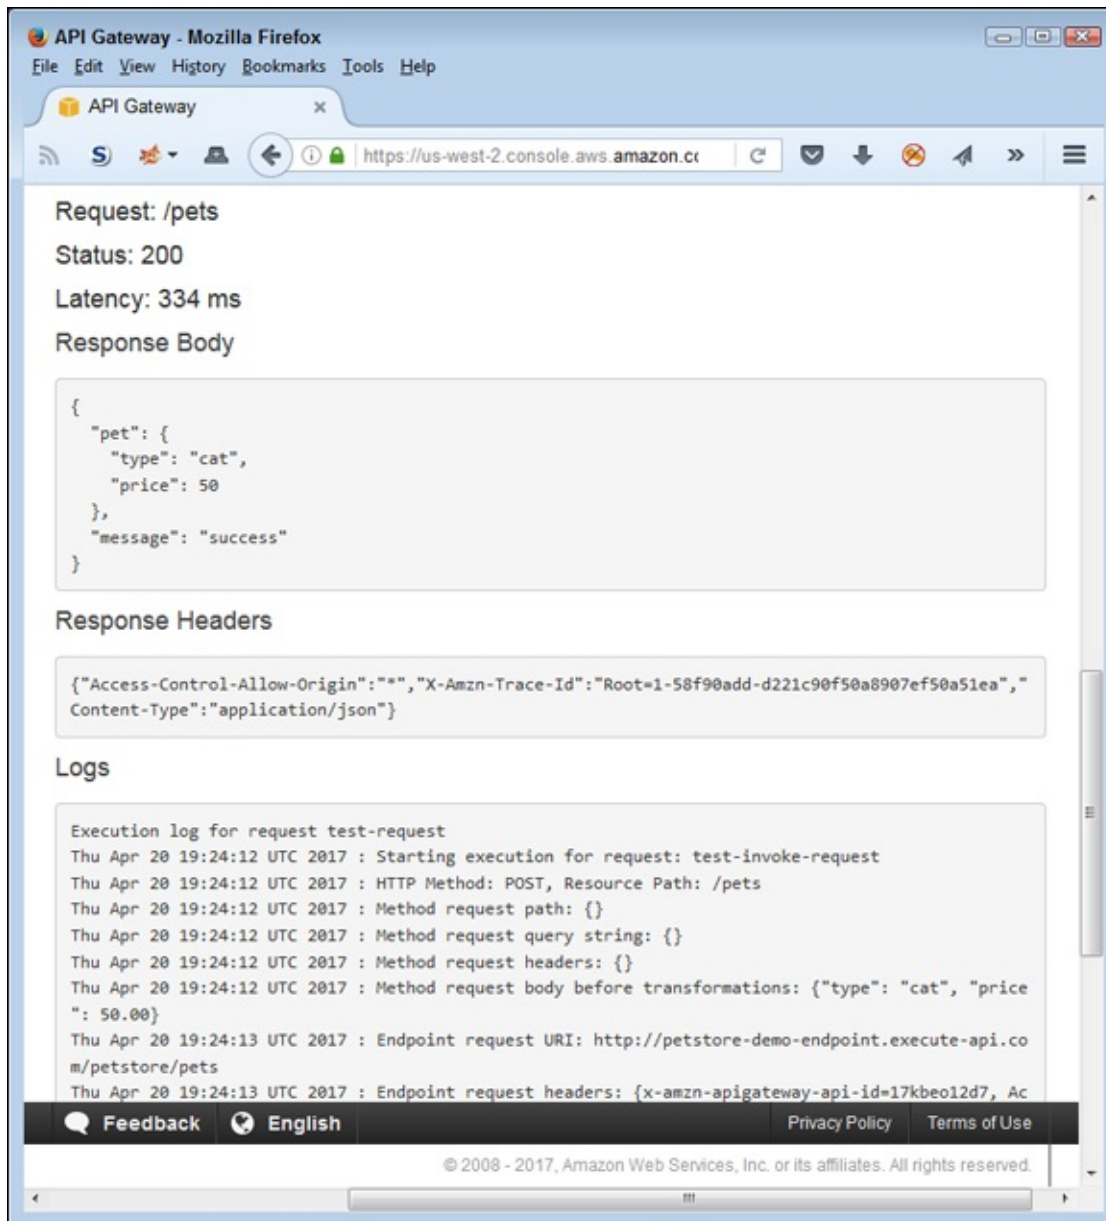 API Gateway - Mozilla Firefox
File Edit View History Bookmarks Tools Help
API Gateway
https://us-west-2.console.aws.amazon.cc
Request: /pets
Status: 200
Latency: 334 ms
Response Body
{
  "pet": {
    "type": "cat",
    "price": 50
  },
  "message": "success"
}
Response Headers
{"Access-Control-Allow-Origin":"*","X-Amzn-Trace-Id":"Root=1-58f90add-d221c90f50a8907ef50a51ea","
Content-Type":"application/json"}
Logs
Execution log for request test-request
Thu Apr 20 19:24:12 UTC 2017 : Starting execution for request: test-invoke-request
Thu Apr 20 19:24:12 UTC 2017 : HTTP Method: POST, Resource Path: /pets
Thu Apr 20 19:24:12 UTC 2017 : Method request path: {}
Thu Apr 20 19:24:12 UTC 2017 : Method request query string: {}
Thu Apr 20 19:24:12 UTC 2017 : Method request headers: {}
Thu Apr 20 19:24:12 UTC 2017 : Method request body before transformations: {"type": "cat", "price
": 50.00}
Thu Apr 20 19:24:13 UTC 2017 : Endpoint request URI: http://petstore-demo-endpoint.execute-api.co
m/petstore/pets
Thu Apr 20 19:24:13 UTC 2017 : Endpoint request headers: {x-amzn-apigateway-api-id=17kbeo12d7, Ac
Feedback English Privacy Policy Terms of Use
© 2008 - 2017, Amazon Web Services, Inc. or its affiliates. All rights reserved.